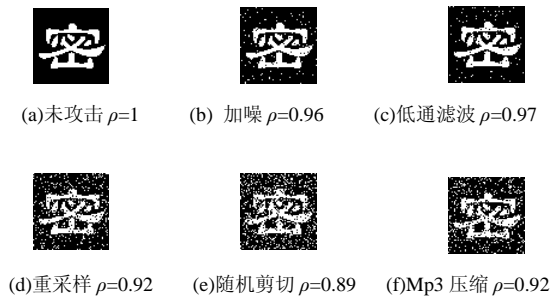 密 密 密
(a)未攻击 ρ=1 (b) 加噪 ρ=0.96 (c)低通滤波 ρ=0.97
密 密 密
(d)重采样 ρ=0.92 (e)随机剪切 ρ=0.89 (f)Mp3 压缩 ρ=0.92